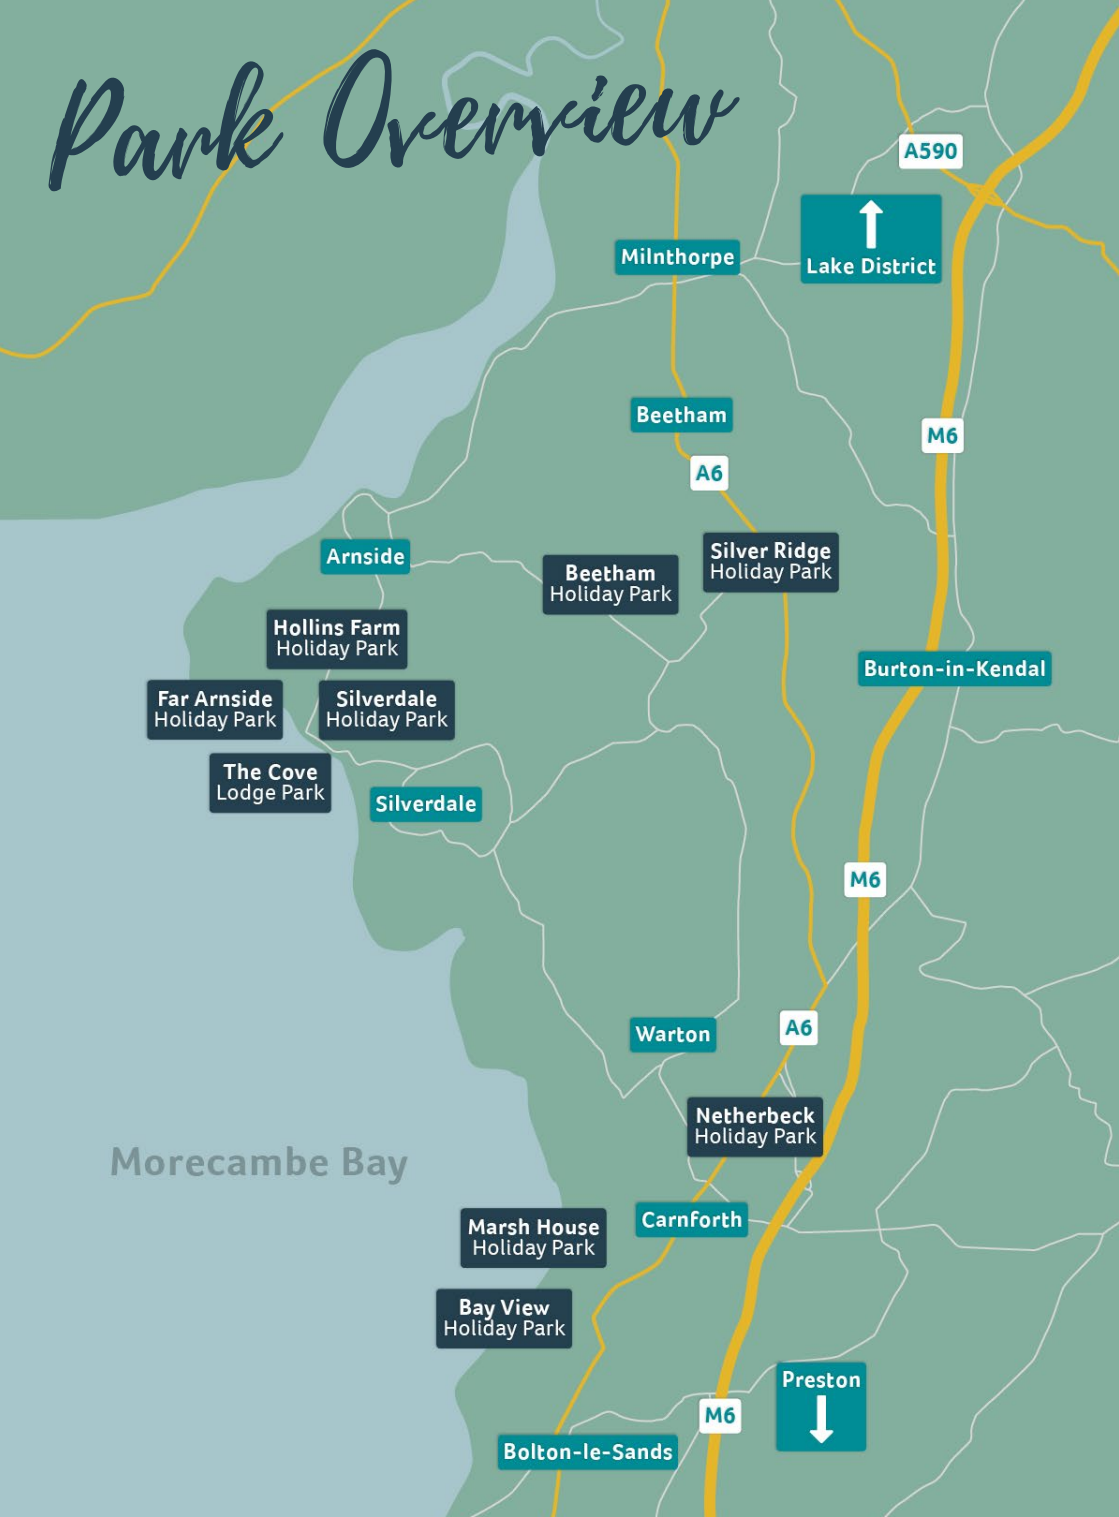 Park Overview
A590
Lake District
Milnthorpe
Beetham
M6
A6
Silver Ridge
Holiday Park
Arnside
Beetham
Holiday Park
Hollins Farm
Holiday Park
Burton-in-Kendal
Far Arnside
Holiday Park
Silverdale
Holiday Park
The Cove
Lodge Park
Silverdale
M6
Warton
A6
Netherbeck
Holiday Park
Morecambe Bay
Carnforth
Marsh House
Holiday Park
Bay View
Holiday Park
Preston
M6
Bolton-le-Sands